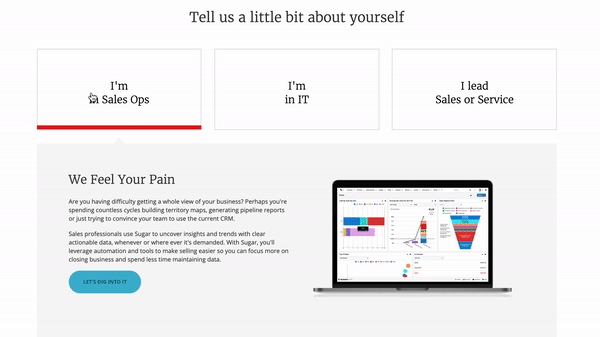 Tell us a little bit about yourself
I'm
in Sales Ops
I'm
in IT
I lead
Sales or Service
We Feel Your Pain
Are you having difficulty getting a whole view of your business? Perhaps you're
spending countless cycles building territory maps, generating pipeline reports
or just trying to convince your team to use the current CRM.
Sales professionals use Sugar to uncover insights and trends with clear
actionable data, whenever or where ever it's demanded. With Sugar, you'll
leverage automation and tools to make selling easier so you can focus more on
closing business and spend less time maintaining data.
LET'S DIG INTO IT